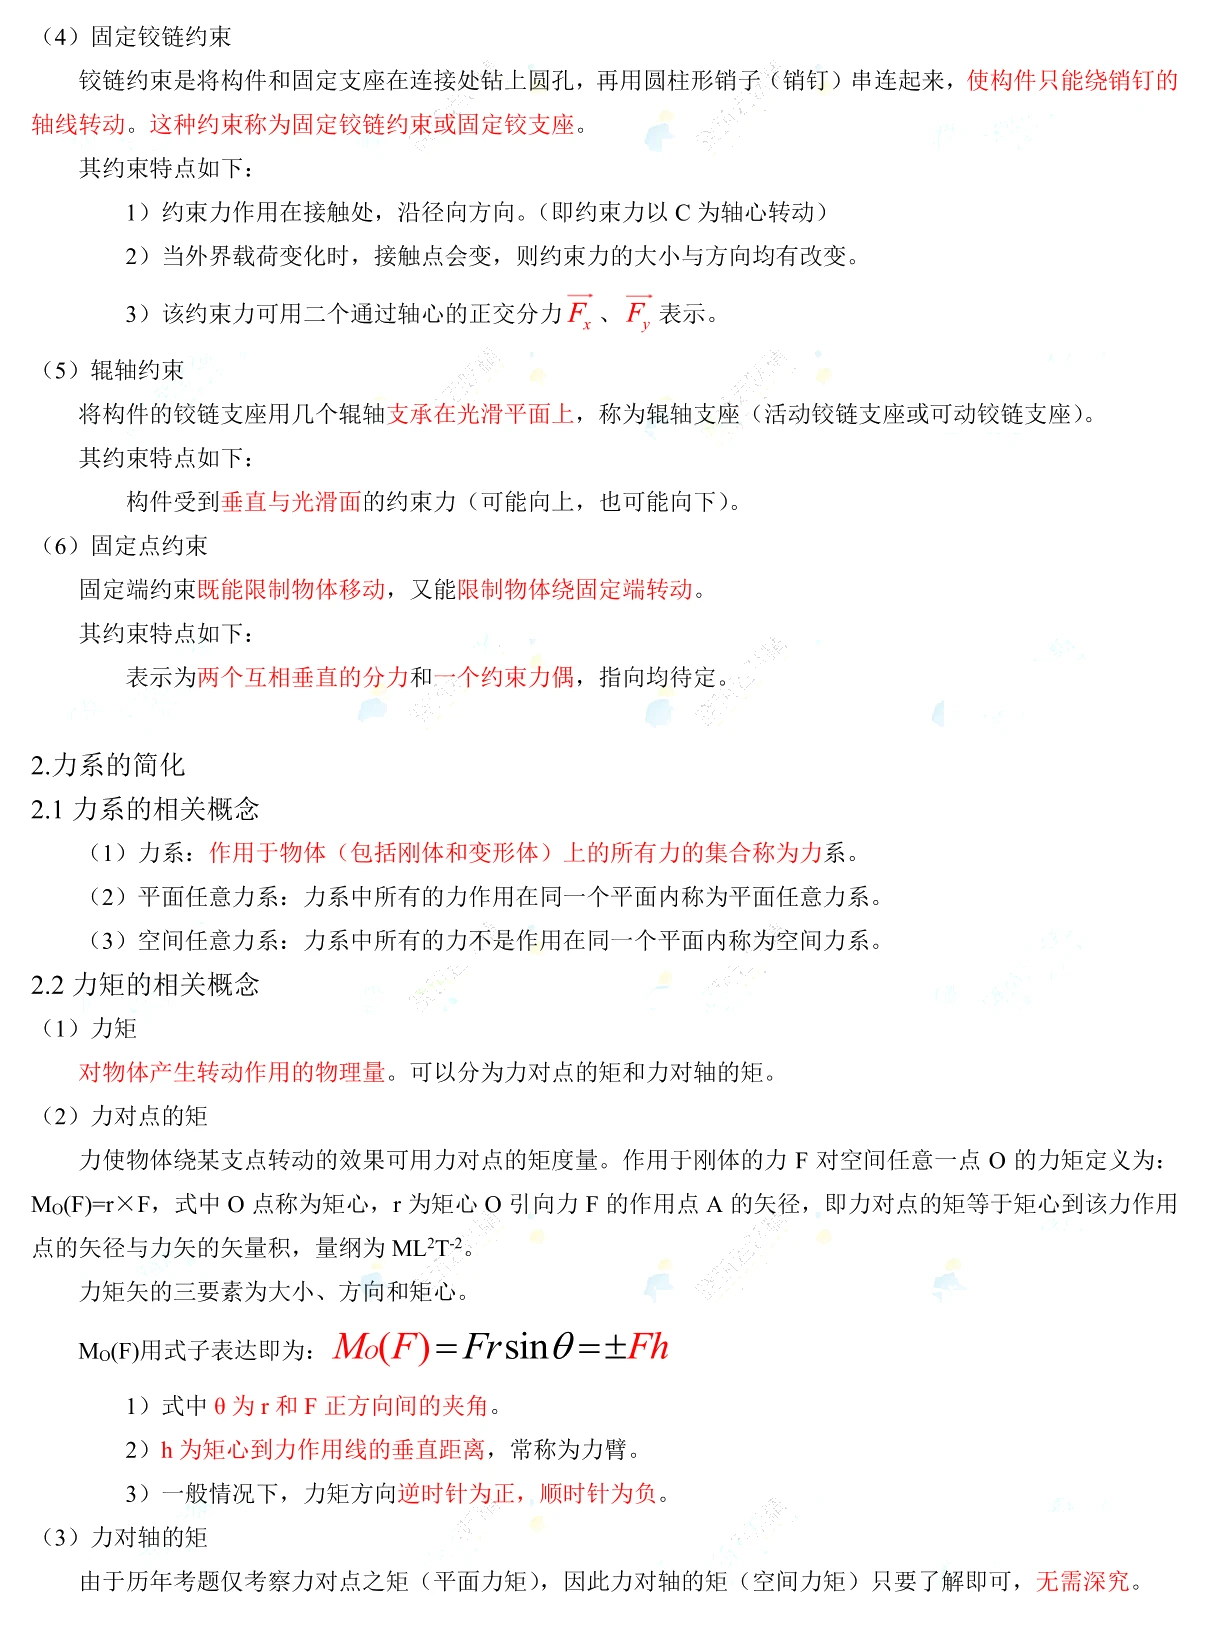 （4）固定铰链约束
铰链约束是将构件和固定支座在连接处钻上圆孔，再用圆柱形销子（销钉）串连起来，使构件只能绕销钉的
轴线转动。这种约束称为固定铰链约束或固定铰支座。
其约束特点如下：
1）约束力作用在接触处，沿径向方向。（即约束力以 C 为轴心转动）
2）当外界载荷变化时，接触点会变，则约束力的大小与方向均有改变。
3）该约束力可用二个通过轴心的正交分力 $\overrightarrow{F_x}$ 、 $\overrightarrow{F_y}$ 表示。
（5）辊轴约束
将构件的铰链支座用几个辊轴支承在光滑平面上，称为辊轴支座（活动铰链支座或可动铰链支座）。
其约束特点如下：
构件受到垂直与光滑面的约束力（可能向上，也可能向下）。
（6）固定点约束
固定端约束既能限制物体移动，又能限制物体绕固定端转动。
其约束特点如下：
表示为两个互相垂直的分力和一个约束力偶，指向均待定。
2.力系的简化
2.1 力系的相关概念
（1）力系：作用于物体（包括刚体和变形体）上的所有力的集合称为力系。
（2）平面任意力系：力系中所有的力作用在同一个平面内称为平面任意力系。
（3）空间任意力系：力系中所有的力不是作用在同一个平面内称为空间力系。
2.2 力矩的相关概念
（1）力矩
对物体产生转动作用的物理量。可以分为力对点的矩和力对轴的矩。
（2）力对点的矩
力使物体绕某支点转动的效果可用力对点的矩度量。作用于刚体的力 F 对空间任意一点 O 的力矩定义为：
M<sub>O</sub>(F)=r×F，式中 O 点称为矩心，r 为矩心 O 引向力 F 的作用点 A 的矢径，即力对点的矩等于矩心到该力作用
点的矢径与力矢的矢量积，量纲为 ML²T⁻²。
力矩矢的三要素为大小、方向和矩心。
M<sub>O</sub>(F)用式子表达即为：M<sub>O</sub>(F)=Fr sinθ=±Fh
1）式中 θ 为 r 和 F 正方向间的夹角。
2）h 为矩心到力作用线的垂直距离，常称为力臂。
3）一般情况下，力矩方向逆时针为正，顺时针为负。
（3）力对轴的矩
由于历年考题仅考察力对点之矩（平面力矩），因此力对轴的矩（空间力矩）只要了解即可，无需深究。